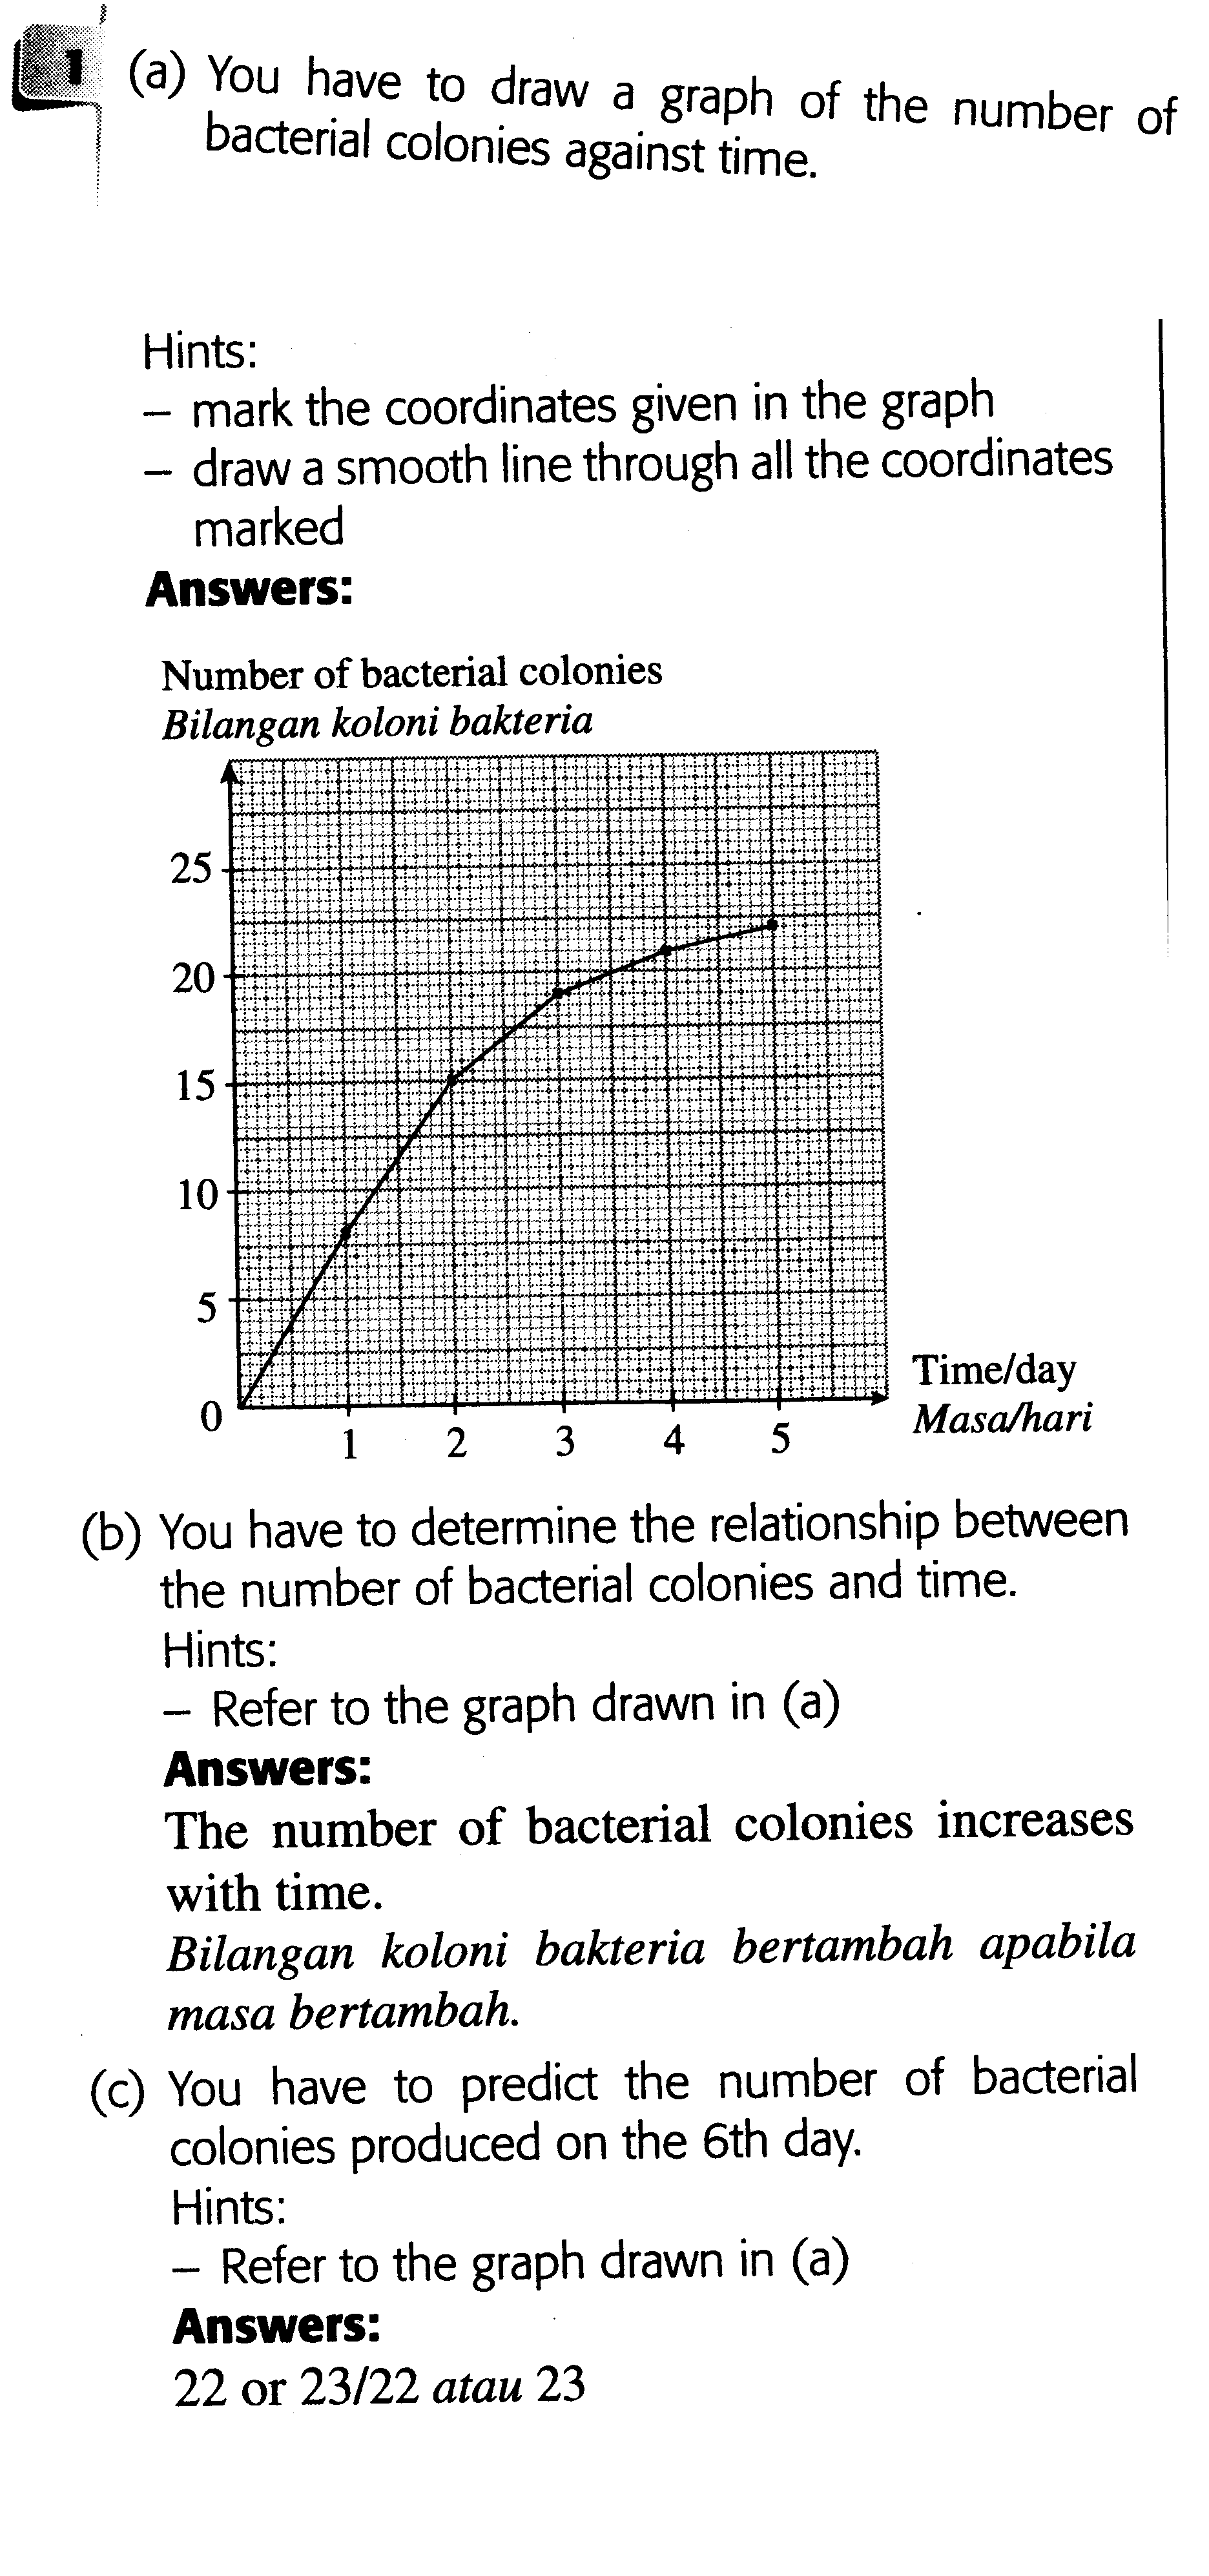 1 (a) You have to draw a graph of the number of
bacterial colonies against time.
Hints:
– mark the coordinates given in the graph
– draw a smooth line through all the coordinates
marked
Answers:
Number of bacterial colonies
Bilangan koloni bakteria
25
20
15
10
5
0
1 2 3 4 5
Time/day
Masa/hari
(b) You have to determine the relationship between
the number of bacterial colonies and time.
Hints:
– Refer to the graph drawn in (a)
Answers:
The number of bacterial colonies increases
with time.
Bilangan koloni bakteria bertambah apabila
masa bertambah.
(c) You have to predict the number of bacterial
colonies produced on the 6th day.
Hints:
– Refer to the graph drawn in (a)
Answers:
22 or 23/22 atau 23